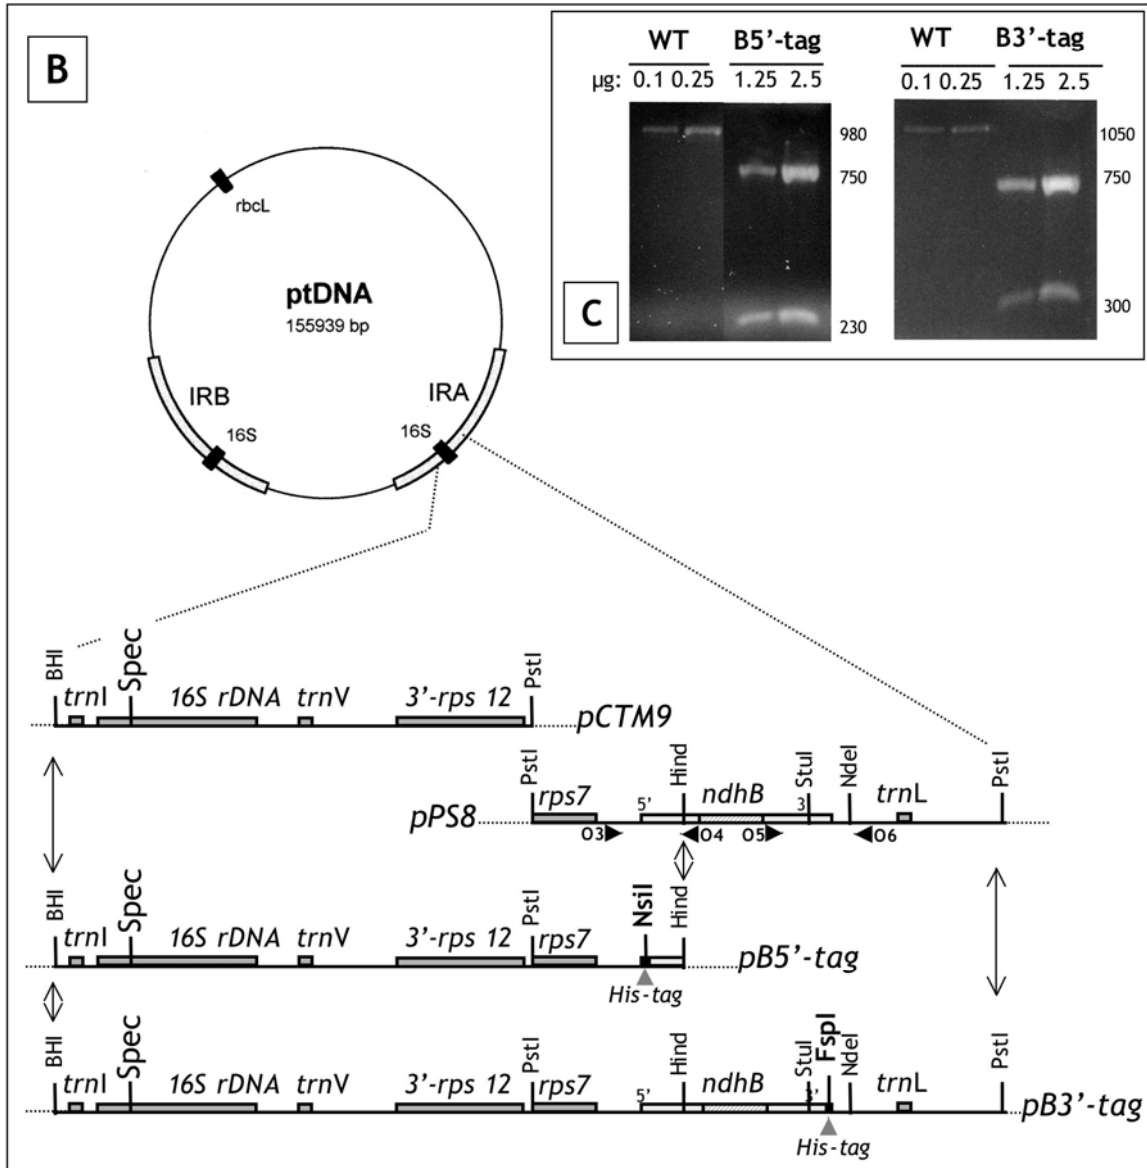 B
rbcL
ptDNA
155939 bp
IRB
IRA
16S
16S
C
WT B5’-tag
µg: 0.1 0.25 1.25 2.5
980
750
230
WT B3’-tag
0.1 0.25 1.25 2.5
1050
750
300
BHI Spec PstI
trnI 16S rDNA trnV 3’-rps 12
pCTM9
PstI Hind StuI NdeI PstI
rps7 5’ ndhB 3’ trnL
pPS8
O3 O4 O5 O6
BHI Spec PstI NsiI Hind
trnI 16S rDNA trnV 3’-rps 12 rps7
pB5’-tag
His-tag
BHI Spec PstI Hind StuI FspI NdeI PstI
trnI 16S rDNA trnV 3’-rps 12 rps7 5’ ndhB 3’ trnL
pB3’-tag
His-tag